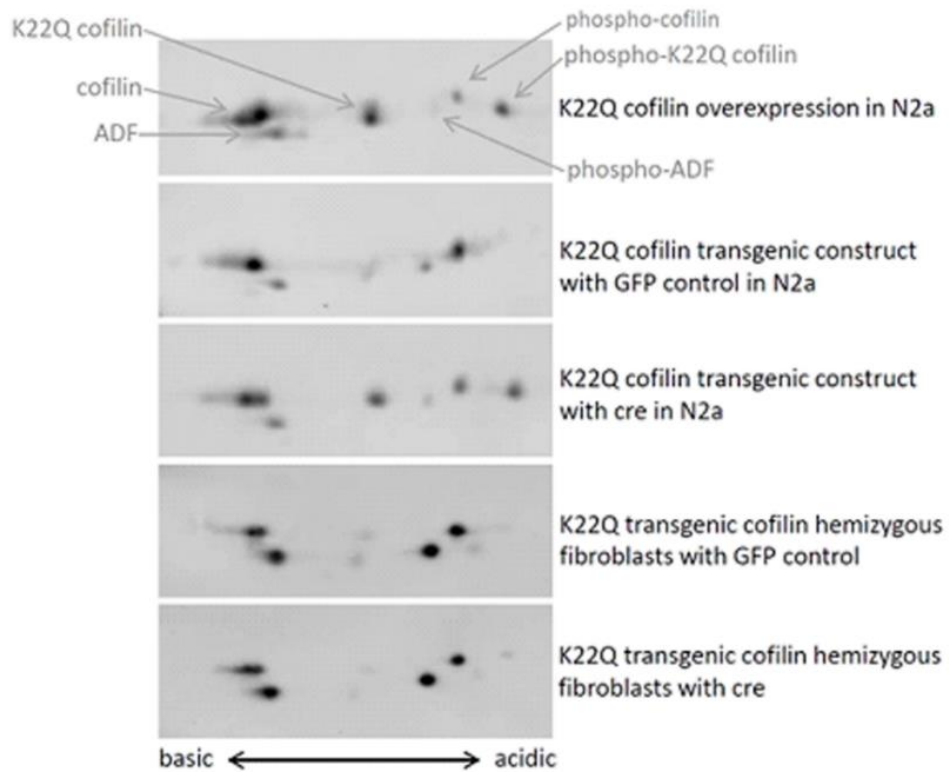 K22Q cofilin
phospho-cofilin
phospho-K22Q cofilin
cofilin
ADF
K22Q cofilin overexpression in N2a
phospho-ADF
K22Q cofilin transgenic construct
with GFP control in N2a
K22Q cofilin transgenic construct
with cre in N2a
K22Q transgenic cofilin hemizygous
fibroblasts with GFP control
K22Q transgenic cofilin hemizygous
fibroblasts with cre
basic acidic